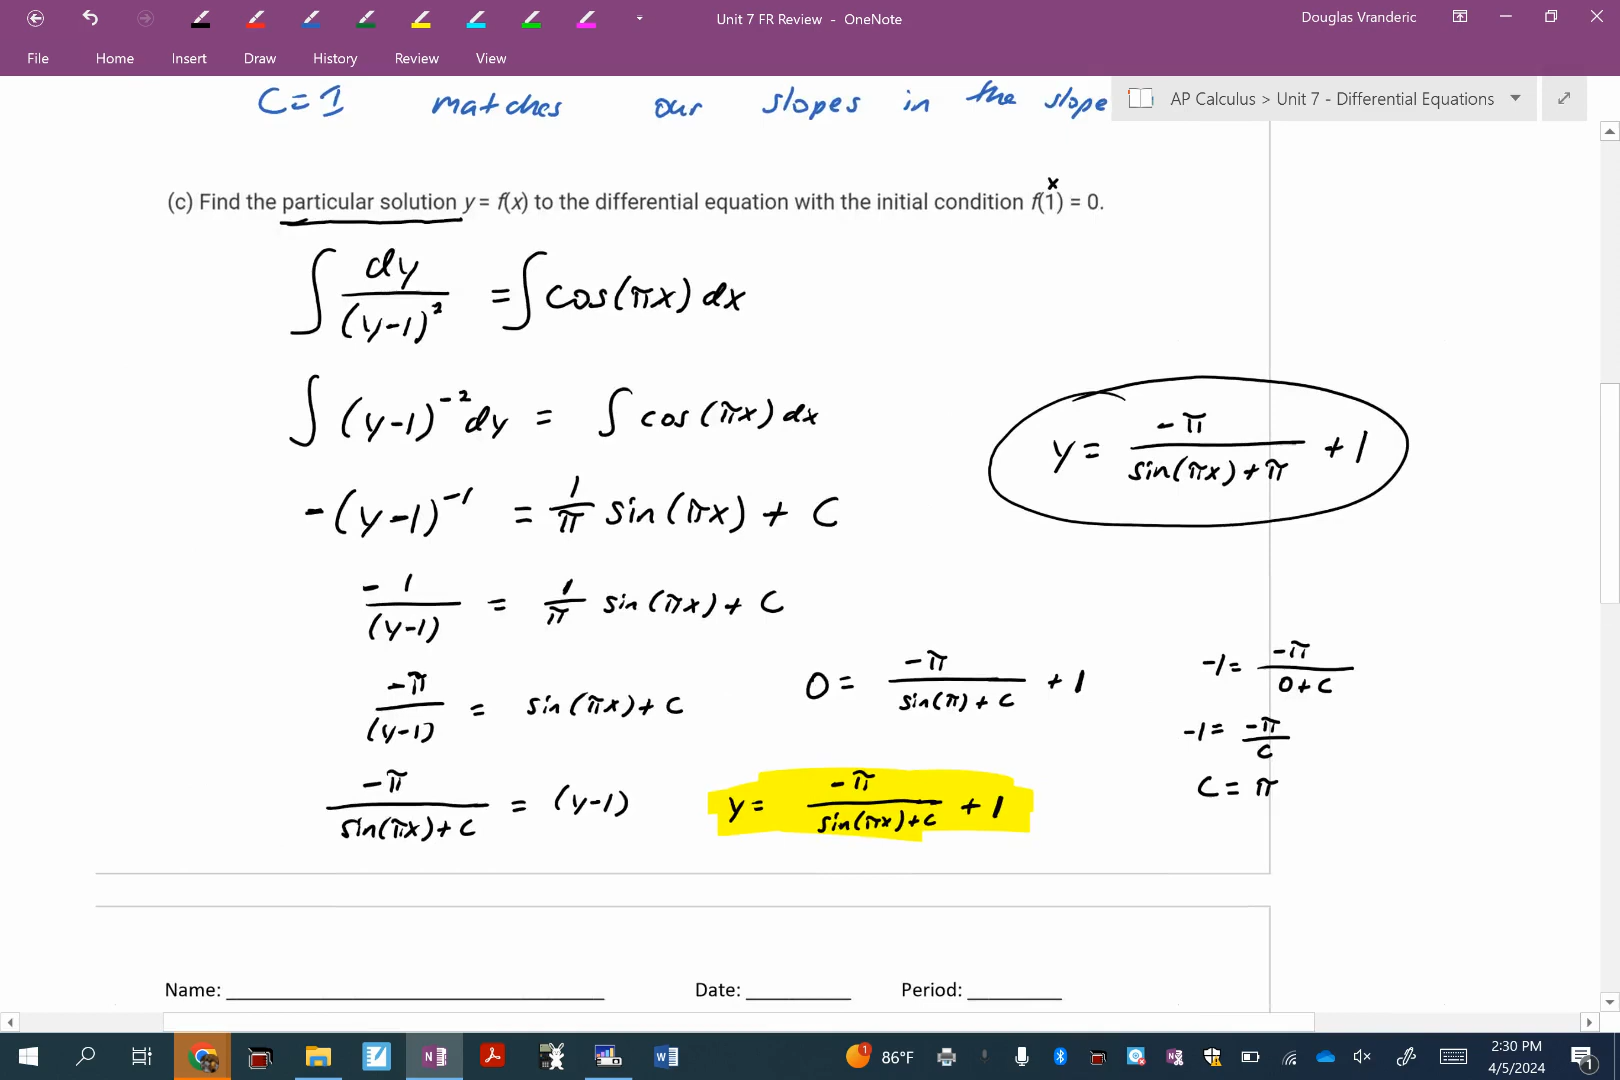 Unit 7 FR Review - OneNote
Douglas Vranderic
File Home Insert Draw History Review View
AP Calculus > Unit 7 - Differential Equations
C = 1 matches our slopes in the slope
x
(c) Find the particular solution y = f(x) to the differential equation with the initial condition f(1) = 0.
∫ dy/(y-1)² = ∫ cos(πx) dx
∫ (y-1)⁻² dy = ∫ cos(πx) dx
y = -π/(sin(πx)+π) + 1
-(y-1)⁻¹ = 1/π sin(πx) + C
-1/(y-1) = 1/π sin(πx) + C
-π/(y-1) = sin(πx) + C
0 = -π/(sin(π)+C) + 1
-1 = -π/(0+C)
-1 = -π/C
C = π
-π/(sin(πx)+C) = (y-1)
y = -π/(sin(πx)+C) + 1
Name: ____ Date: ____ Period: ____
86°F
2:30 PM
4/5/2024